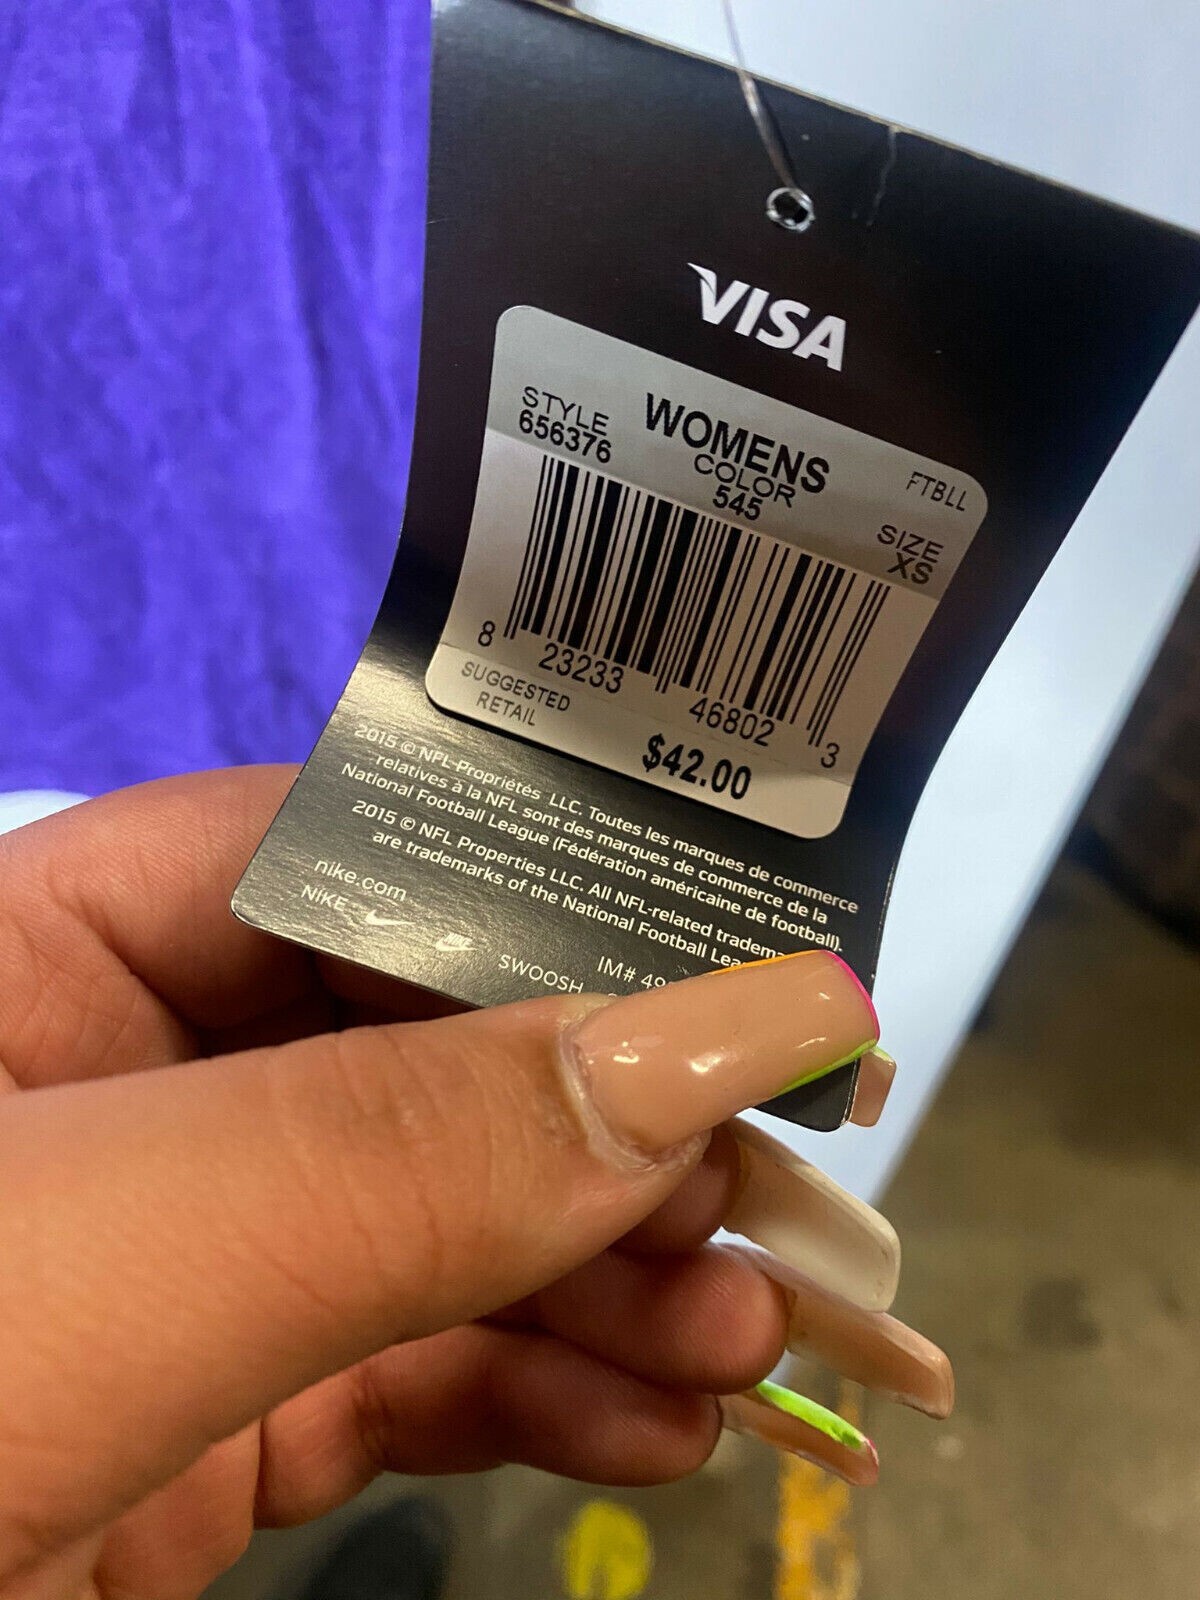 VISA
STYLE
656376
WOMENS
COLOR
545
FTBLL
SIZE
XS
8 23233 46802 3
SUGGESTED
RETAIL
$42.00
2015 © NFL Propriétés LLC. Toutes les marques de commerce
relatives à la NFL sont des marques de commerce de la
National Football League (Fédération américaine de football).
2015 © NFL Properties LLC. All NFL-related
are trademarks of the National Football
nike.com
NIKE
NIKE
SWOOSH
IM#